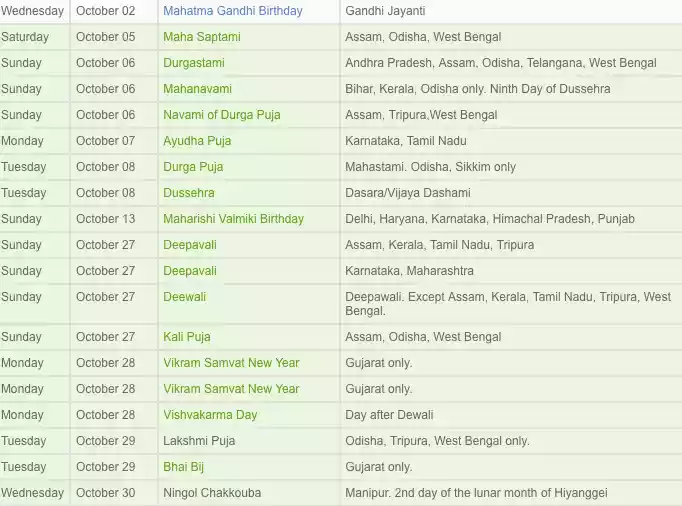 Wednesday October 02 Mahatma Gandhi Birthday Gandhi Jayanti
Saturday October 05 Maha Saptami Assam, Odisha, West Bengal
Sunday October 06 Durgastami Andhra Pradesh, Assam, Odisha, Telangana, West Bengal
Sunday October 06 Mahanavami Bihar, Kerala, Odisha only. Ninth Day of Dussehra
Sunday October 06 Navami of Durga Puja Assam, Tripura,West Bengal
Monday October 07 Ayudha Puja Karnataka, Tamil Nadu
Tuesday October 08 Durga Puja Mahastami. Odisha, Sikkim only
Tuesday October 08 Dussehra Dasara/Vijaya Dashami
Sunday October 13 Maharishi Valmiki Birthday Delhi, Haryana, Karnataka, Himachal Pradesh, Punjab
Sunday October 27 Deepavali Assam, Kerala, Tamil Nadu, Tripura
Sunday October 27 Deepavali Karnataka, Maharashtra
Sunday October 27 Deewali Deepawali. Except Assam, Kerala, Tamil Nadu, Tripura, West
Bengal.
Sunday October 27 Kali Puja Assam, Odisha, West Bengal
Monday October 28 Vikram Samvat New Year Gujarat only.
Monday October 28 Vikram Samvat New Year Gujarat only.
Monday October 28 Vishvakarma Day Day after Dewali
Tuesday October 29 Lakshmi Puja Odisha, Tripura, West Bengal only.
Tuesday October 29 Bhai Bij Gujarat only.
Wednesday October 30 Ningol Chakkouba Manipur. 2nd day of the lunar month of Hiyanggei